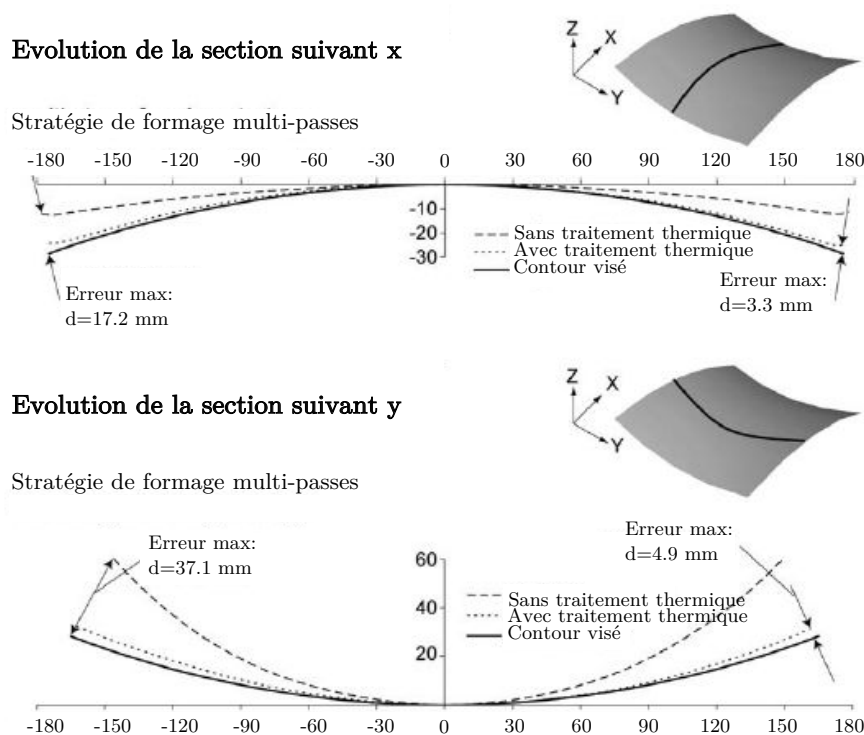 Evolution de la section suivant x
Z
X
Y
Stratégie de formage multi-passes
-180 -150 -120 -90 -60 -30 0 30 60 90 120 150 180
-10
-20
-30
Sans traitement thermique
Avec traitement thermique
Contour visé
Erreur max:
d=17.2 mm
Erreur max:
d=3.3 mm
Evolution de la section suivant y
Z
X
Y
Stratégie de formage multi-passes
Erreur max:
d=37.1 mm
Erreur max:
d=4.9 mm
60
40
20
Sans traitement thermique
Avec traitement thermique
Contour visé
-180 -150 -120 -90 -60 -30 0 30 60 90 120 150 180